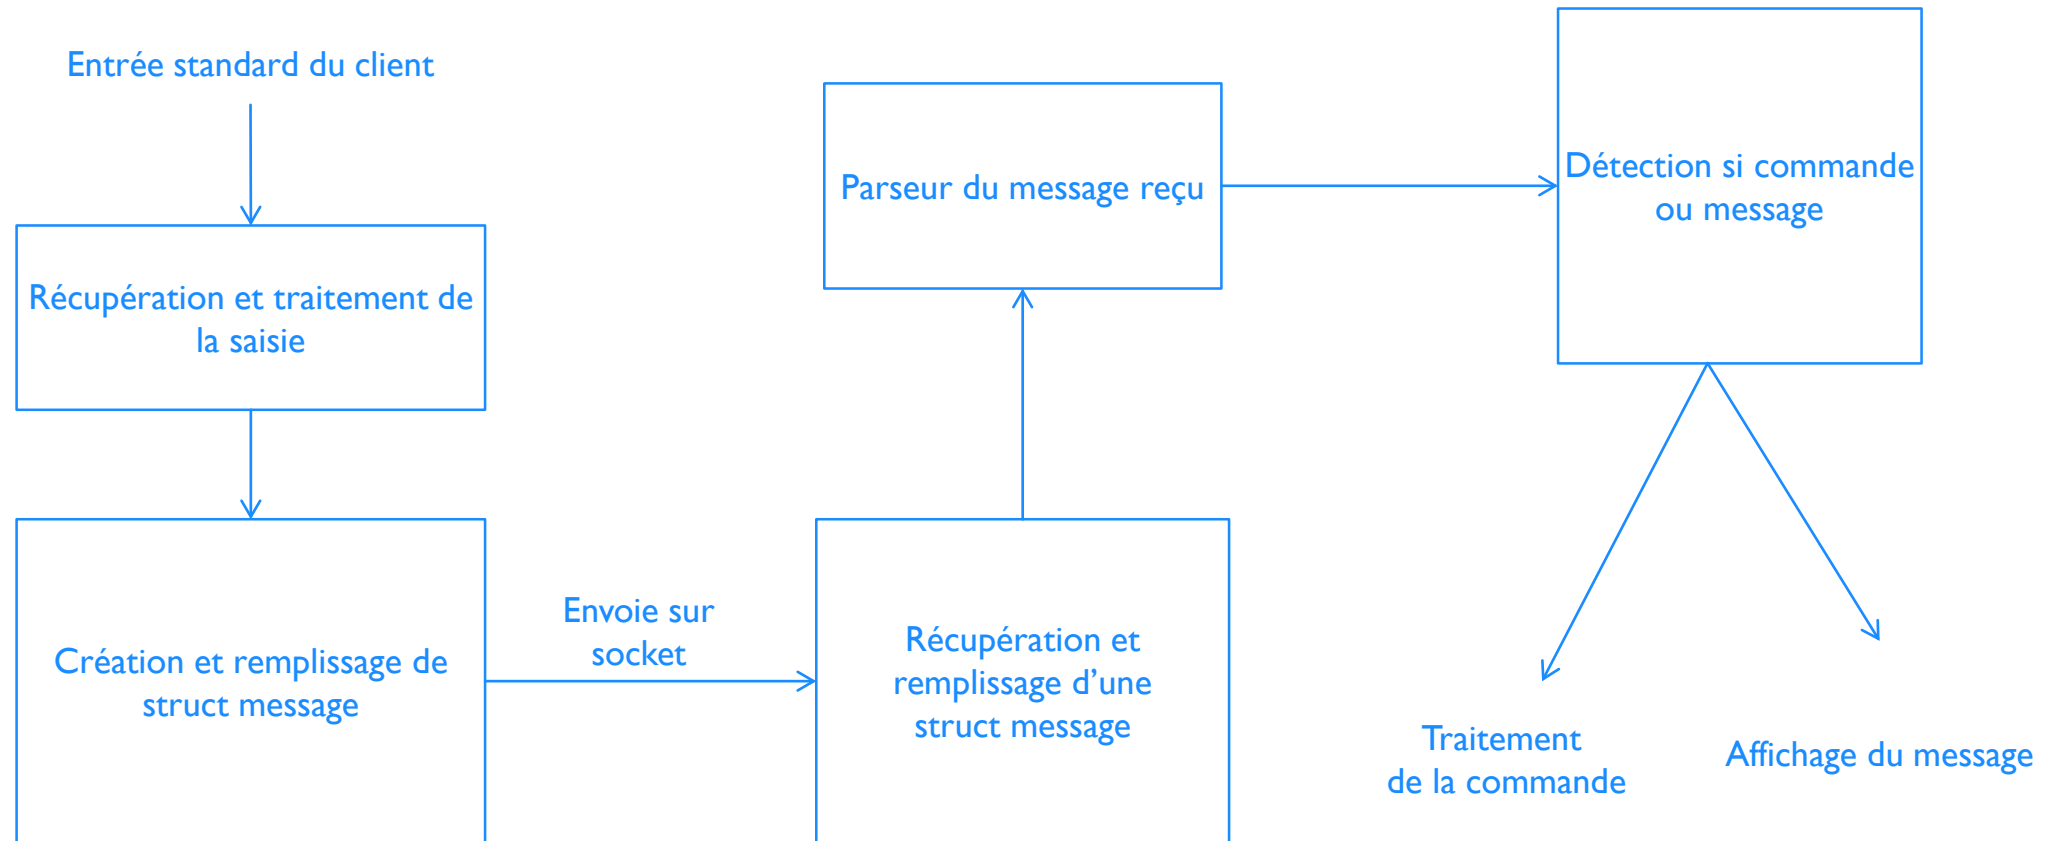 Entrée standard du client
Récupération et traitement de
la saisie
Création et remplissage de
struct message
Envoie sur
socket
Récupération et
remplissage d’une
struct message
Parseur du message reçu
Détection si commande
ou message
Traitement
de la commande
Affichage du message